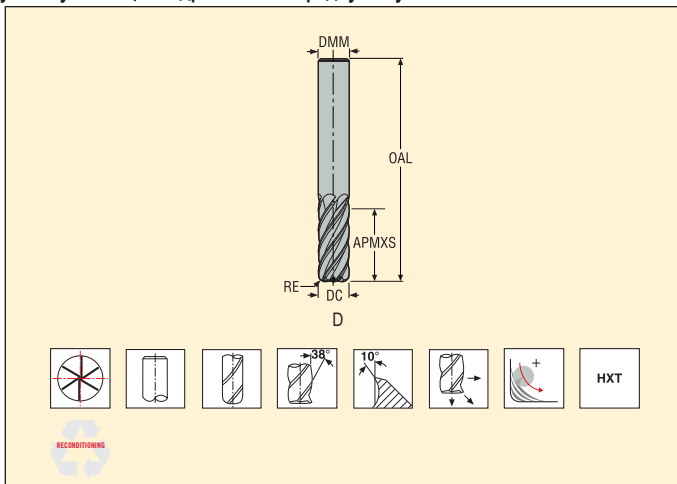 DMM
OAL
APMXS
RE
DC
D
38°
10°
+
HXT
RECONDITIONING